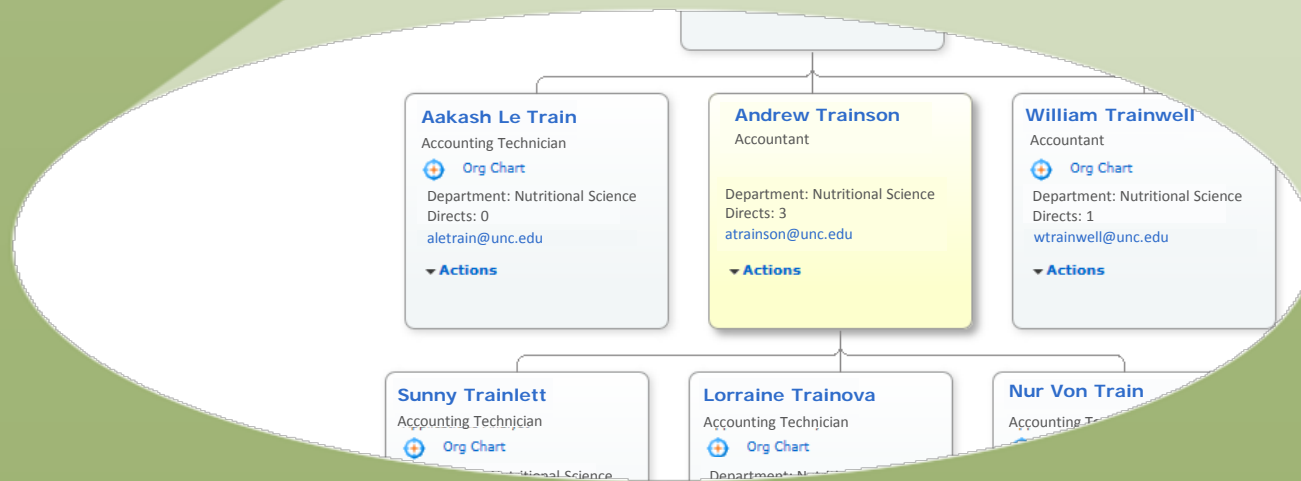 Aakash Le Train
Accounting Technician
Org Chart
Department: Nutritional Science
Directs: 0
aletrain@unc.edu
Actions
Andrew Trainson
Accountant
Department: Nutritional Science
Directs: 3
atrainson@unc.edu
Actions
William Trainwell
Accountant
Org Chart
Department: Nutritional Science
Directs: 1
wtrainwell@unc.edu
Actions
Sunny Trainlett
Accounting Technician
Org Chart
Science
Lorraine Trainova
Accounting Technician
Org Chart
Department:
Nur Von Train
Accounting